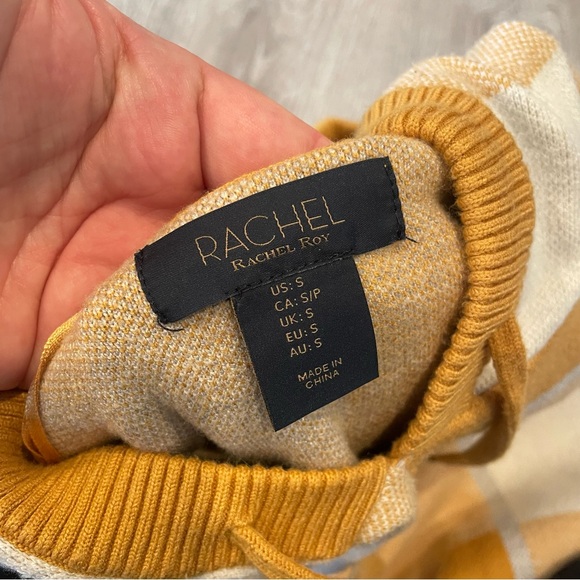 RACHEL
RACHEL ROY
US: S
CA: S/P
UK: S
EU: S
AU: S
MADE IN
CHINA